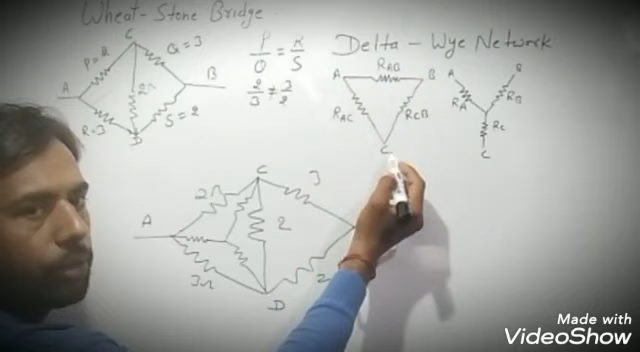 Wheat-Stone Bridge
C
P=2
Q=3
A
2Ω
B
R=3
S=2
D
P/Q = R/S
2/3 ≠ 3/2
Delta - Wye Network
A
RAB
B
RAC
RCB
C
A
B
RA
RB
RC
C
C
2Ω
3
A
2
3Ω
2
D
Made with
VideoShow